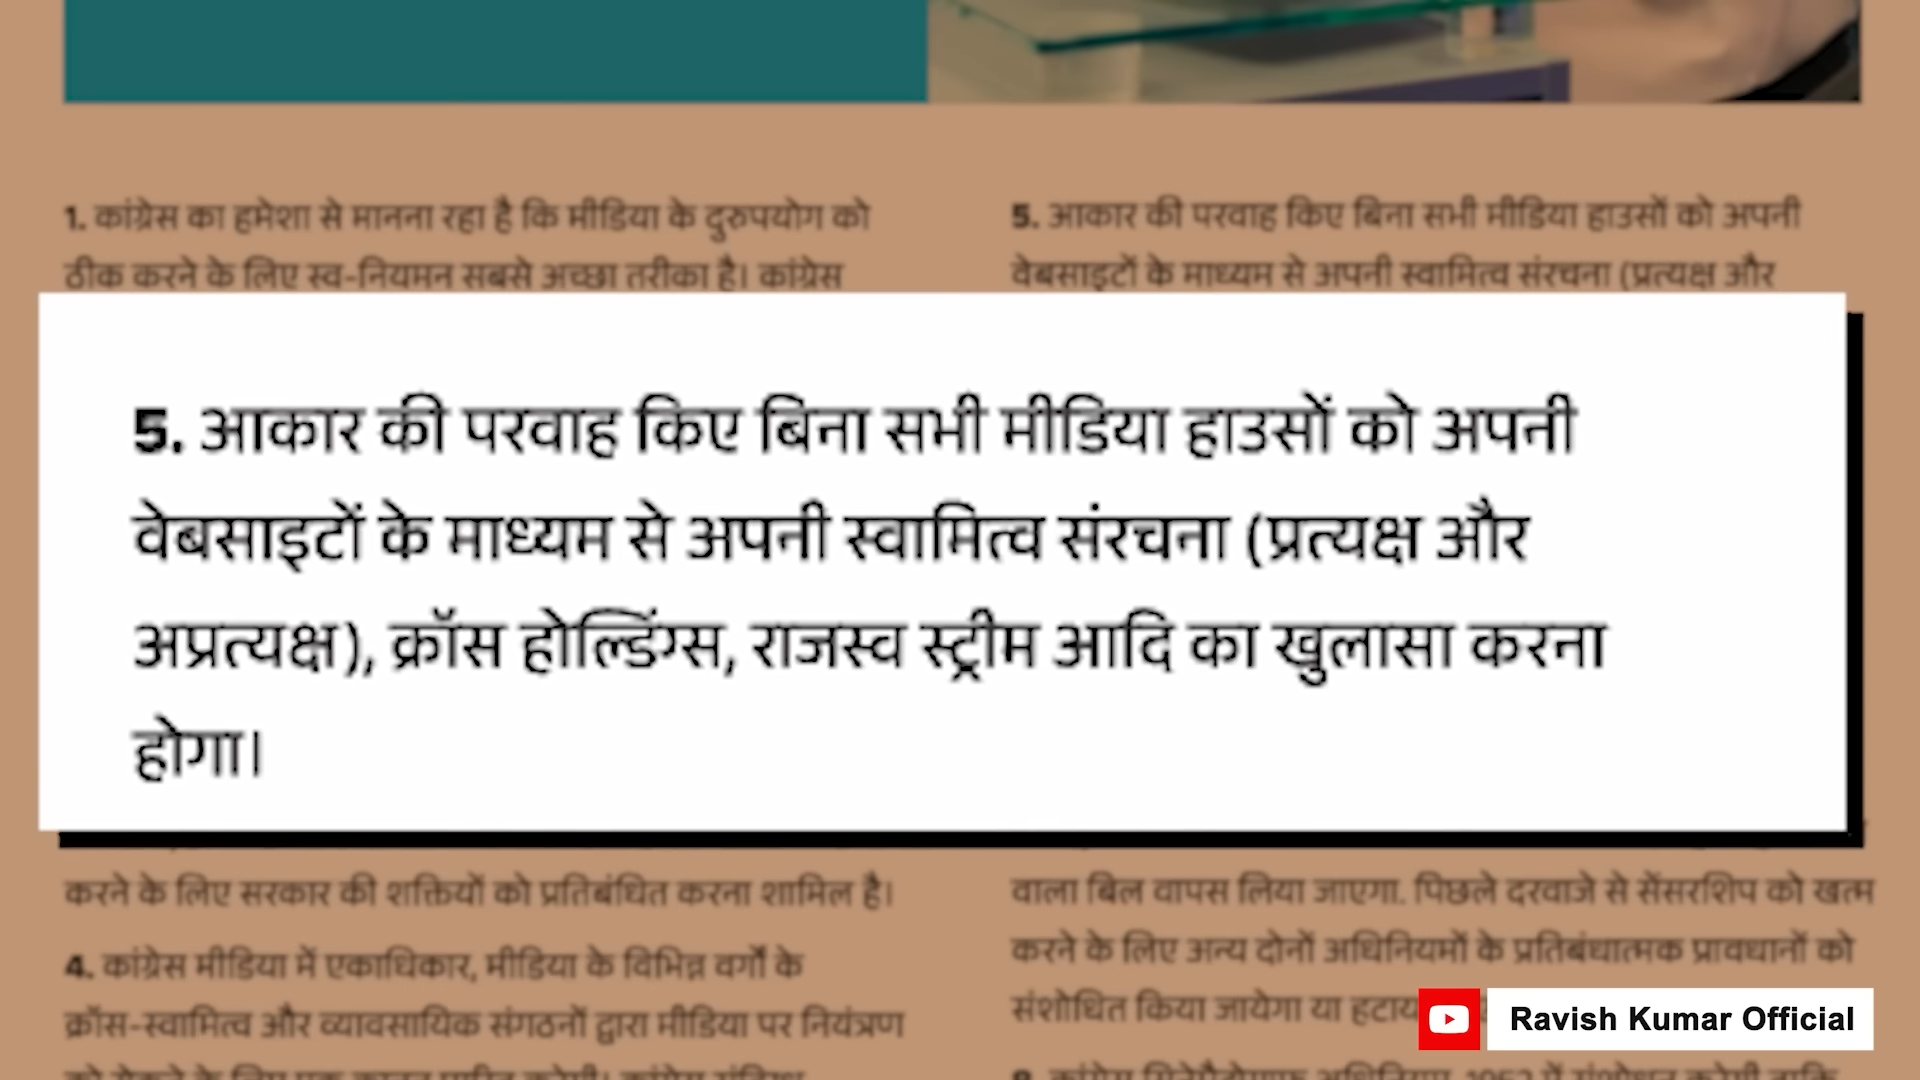 1. कांग्रेस का हमेशा से मानना रहा है कि मीडिया के दुरुपयोग को
ठीक करने के लिए स्व-नियमन सबसे अच्छा तरीका है। कांग्रेस
5. आकार की परवाह किए बिना सभी मीडिया हाउसों को अपनी
वेबसाइटों के माध्यम से अपनी स्वामित्व संरचना (प्रत्यक्ष और
5. आकार की परवाह किए बिना सभी मीडिया हाउसों को अपनी
वेबसाइटों के माध्यम से अपनी स्वामित्व संरचना (प्रत्यक्ष और
अप्रत्यक्ष), क्रॉस होल्डिंग्स, राजस्व स्ट्रीम आदि का खुलासा करना
होगा।
करने के लिए सरकार की शक्तियों को प्रतिबंधित करना शामिल है।
4. कांग्रेस मीडिया में एकाधिकार, मीडिया के विभिन्न वर्गों के
क्रॉस-स्वामित्व और व्यावसायिक संगठनों द्वारा मीडिया पर नियंत्रण
वाला बिल वापस लिया जाएगा. पिछले दरवाजे से सेंसरशिप को खत्म
करने के लिए अन्य दोनों अधिनियमों के प्रतिबंधात्मक प्रावधानों को
संशोधित किया जायेगा या
Ravish Kumar Official